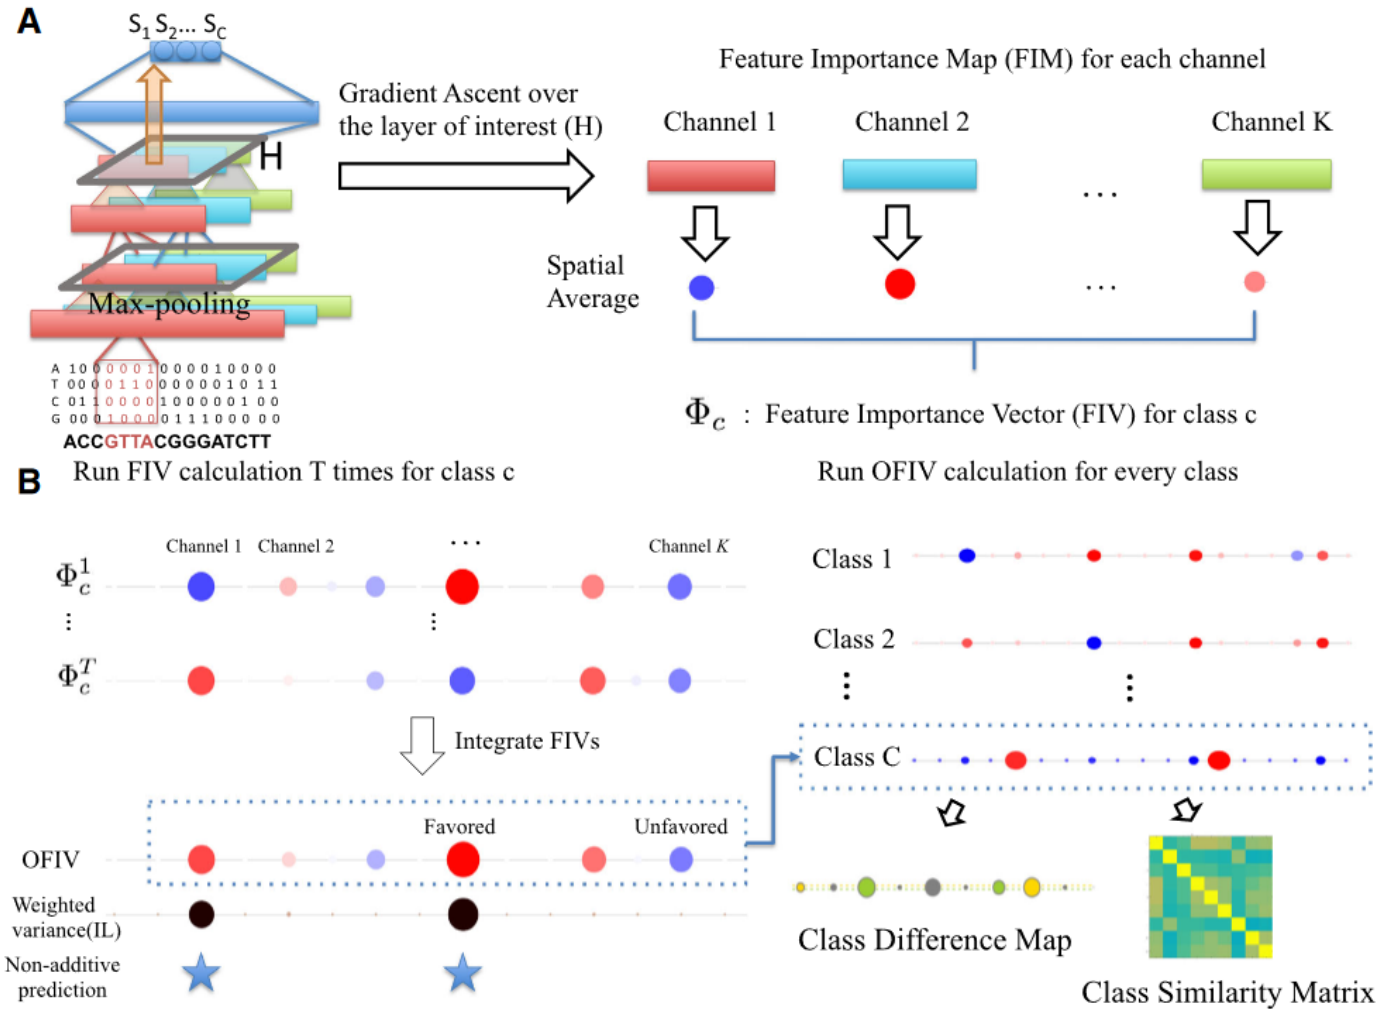 A
S1 S2... SC
Feature Importance Map (FIM) for each channel
Gradient Ascent over
the layer of interest (H)
H
Channel 1
Channel 2
Channel K
...
Spatial
Average
...
Max-pooling
A 1 0 0 0 0 0 1 0 0 0 0 1 0 0 0 0
T 0 0 0 0 1 1 0 0 0 0 0 0 1 0 1 1
C 0 1 1 0 0 0 0 1 0 0 0 0 0 1 0 0
G 0 0 0 1 0 0 0 0 1 1 1 0 0 0 0 0
ACCGTTACGGGATCTT
Φc : Feature Importance Vector (FIV) for class c
B
Run FIV calculation T times for class c
Run OFIV calculation for every class
Channel 1
Channel 2
...
Channel K
Φc1
⋮
⋮
ΦcT
Integrate FIVs
Favored
Unfavored
OFIV
Weighted
variance(IL)
Non-additive
prediction
Class 1
Class 2
⋮
⋮
Class C
Class Difference Map
Class Similarity Matrix